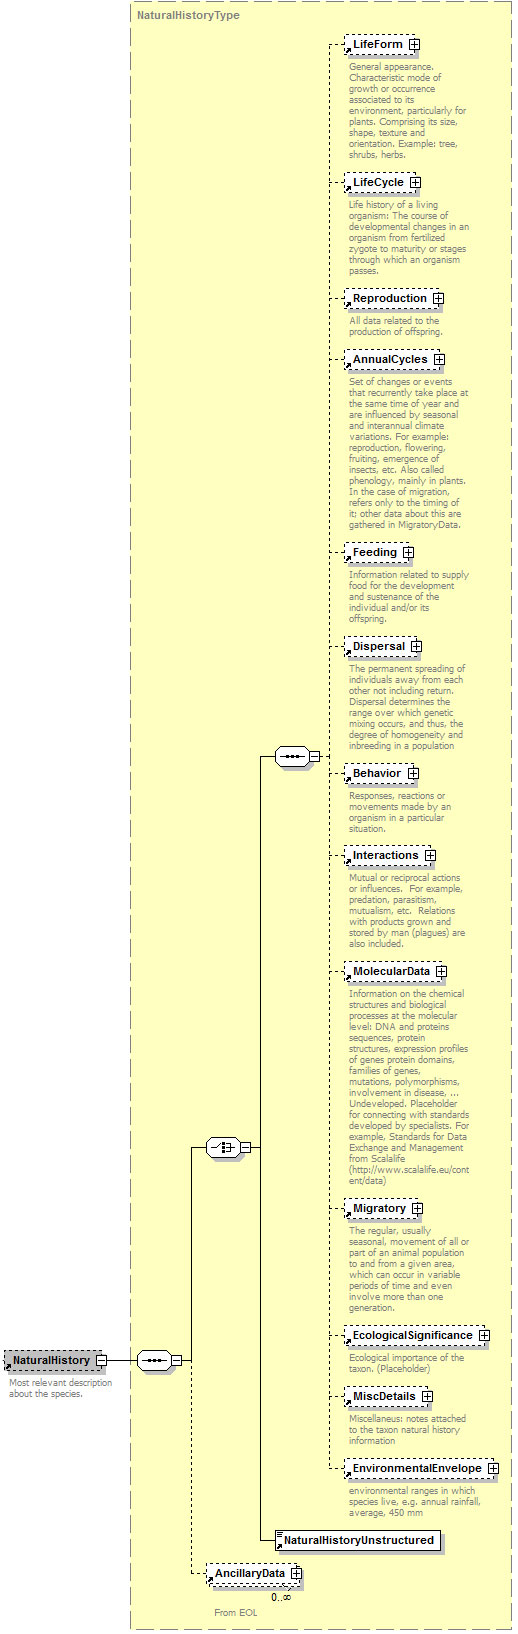 NaturalHistoryType
LifeForm
General appearance.
Characteristic mode of
growth or occurrence
associated to its
environment, particularly for
plants. Comprising its size,
shape, texture and
orientation. Example: tree,
shrubs, herbs.
LifeCycle
Life history of a living
organism: The course of
developmental changes in an
organism from fertilized
zygote to maturity or stages
through which an organism
passes.
Reproduction
All data related to the
production of offspring.
AnnualCycles
Set of changes or events
that recurrently take place at
the same time of year and
are influenced by seasonal
and interannual climate
variations. For example:
reproduction, flowering,
fruiting, emergence of
insects, etc. Also called
phenology, mainly in plants.
In the case of migration,
refers only to the timing of
it; other data about this are
gathered in MigratoryData.
Feeding
Information related to supply
food for the development
and sustenance of the
individual and/or its
offspring.
Dispersal
The permanent spreading of
individuals away from each
other not including return.
Dispersal determines the
range over which genetic
mixing occurs, and thus, the
degree of homogeneity and
inbreeding in a population
Behavior
Responses, reactions or
movements made by an
organism in a particular
situation.
Interactions
Mutual or reciprocal actions
or influences.  For example,
predation, parasitism,
mutualism, etc.  Relations
with products grown and
stored by man (plagues) are
also included.
MolecularData
Information on the chemical
structures and biological
processes at the molecular
level: DNA and proteins
sequences, protein
structures, expression profiles
of genes protein domains,
families of genes,
mutations, polymorphisms,
involvement in disease, ...
Undeveloped. Placeholder
for connecting with standards
developed by specialists. For
example, Standards for Data
Exchange and Management
from Scalalife
(http://www.scalalife.eu/cont
ent/data)
Migratory
The regular, usually
seasonal, movement of all or
part of an animal population
to and from a given area,
which can occur in variable
periods of time and even
involve more than one
generation.
EcologicalSignificance
Ecological importance of the
taxon. (Placeholder)
NaturalHistory
Most relevant description
about the species.
MiscDetails
Miscellaneus: notes attached
to the taxon natural history
information
EnvironmentalEnvelope
environmental ranges in which
species live, e.g. annual rainfall,
average, 450 mm
NaturalHistoryUnstructured
AncillaryData
0..∞
From EOL